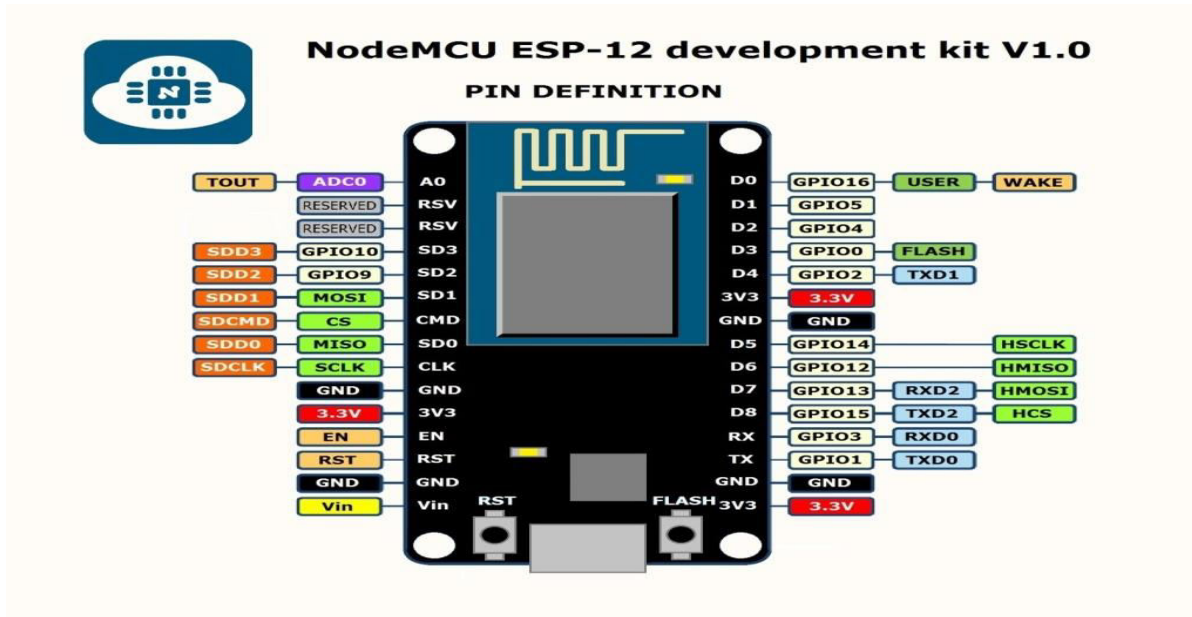 NodeMCU ESP-12 development kit V1.0
PIN DEFINITION
TOUT ADC0 A0 D0 GPIO16 USER WAKE
RESERVED RSV D1 GPIO5
RESERVED RSV D2 GPIO4
SDD3 GPIO10 SD3 D3 GPIO0 FLASH
SDD2 GPIO9 SD2 D4 GPIO2 TXD1
SDD1 MOSI SD1 3V3 3.3V
SDCMD CS CMD GND GND
SDD0 MISO SD0 D5 GPIO14 HSCLK
SDCLK SCLK CLK D6 GPIO12 HMISO
GND GND D7 GPIO13 RXD2 HMOSI
3.3V 3V3 D8 GPIO15 TXD2 HCS
EN EN RX GPIO3 RXD0
RST RST TX GPIO1 TXD0
GND GND GND GND
Vin Vin RST FLASH 3V3 3.3V